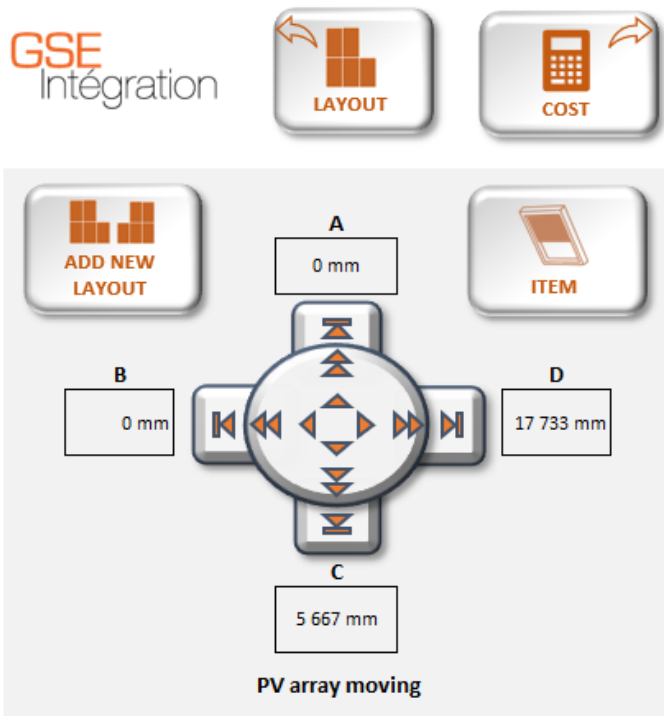 GSE
Intégration
LAYOUT
COST
ADD NEW
LAYOUT
ITEM
A
0 mm
B
0 mm
D
17 733 mm
C
5 667 mm
PV array moving